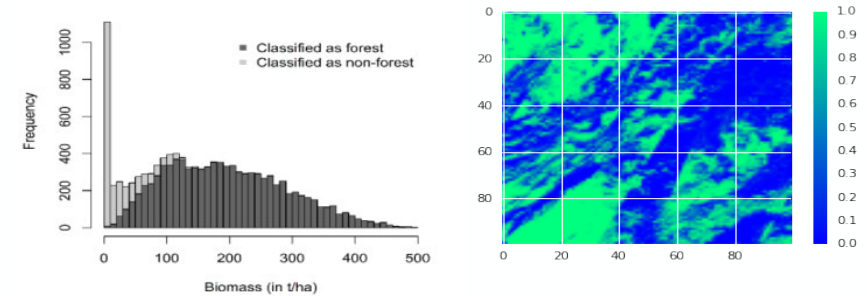 Classified as forest
Classified as non-forest
Frequency
0 200 400 600 800 1000
0 100 200 300 400 500
Biomass (in t/ha)
0
20
40
60
80
0 20 40 60 80
1.0
0.9
0.8
0.7
0.6
0.5
0.4
0.3
0.2
0.1
0.0